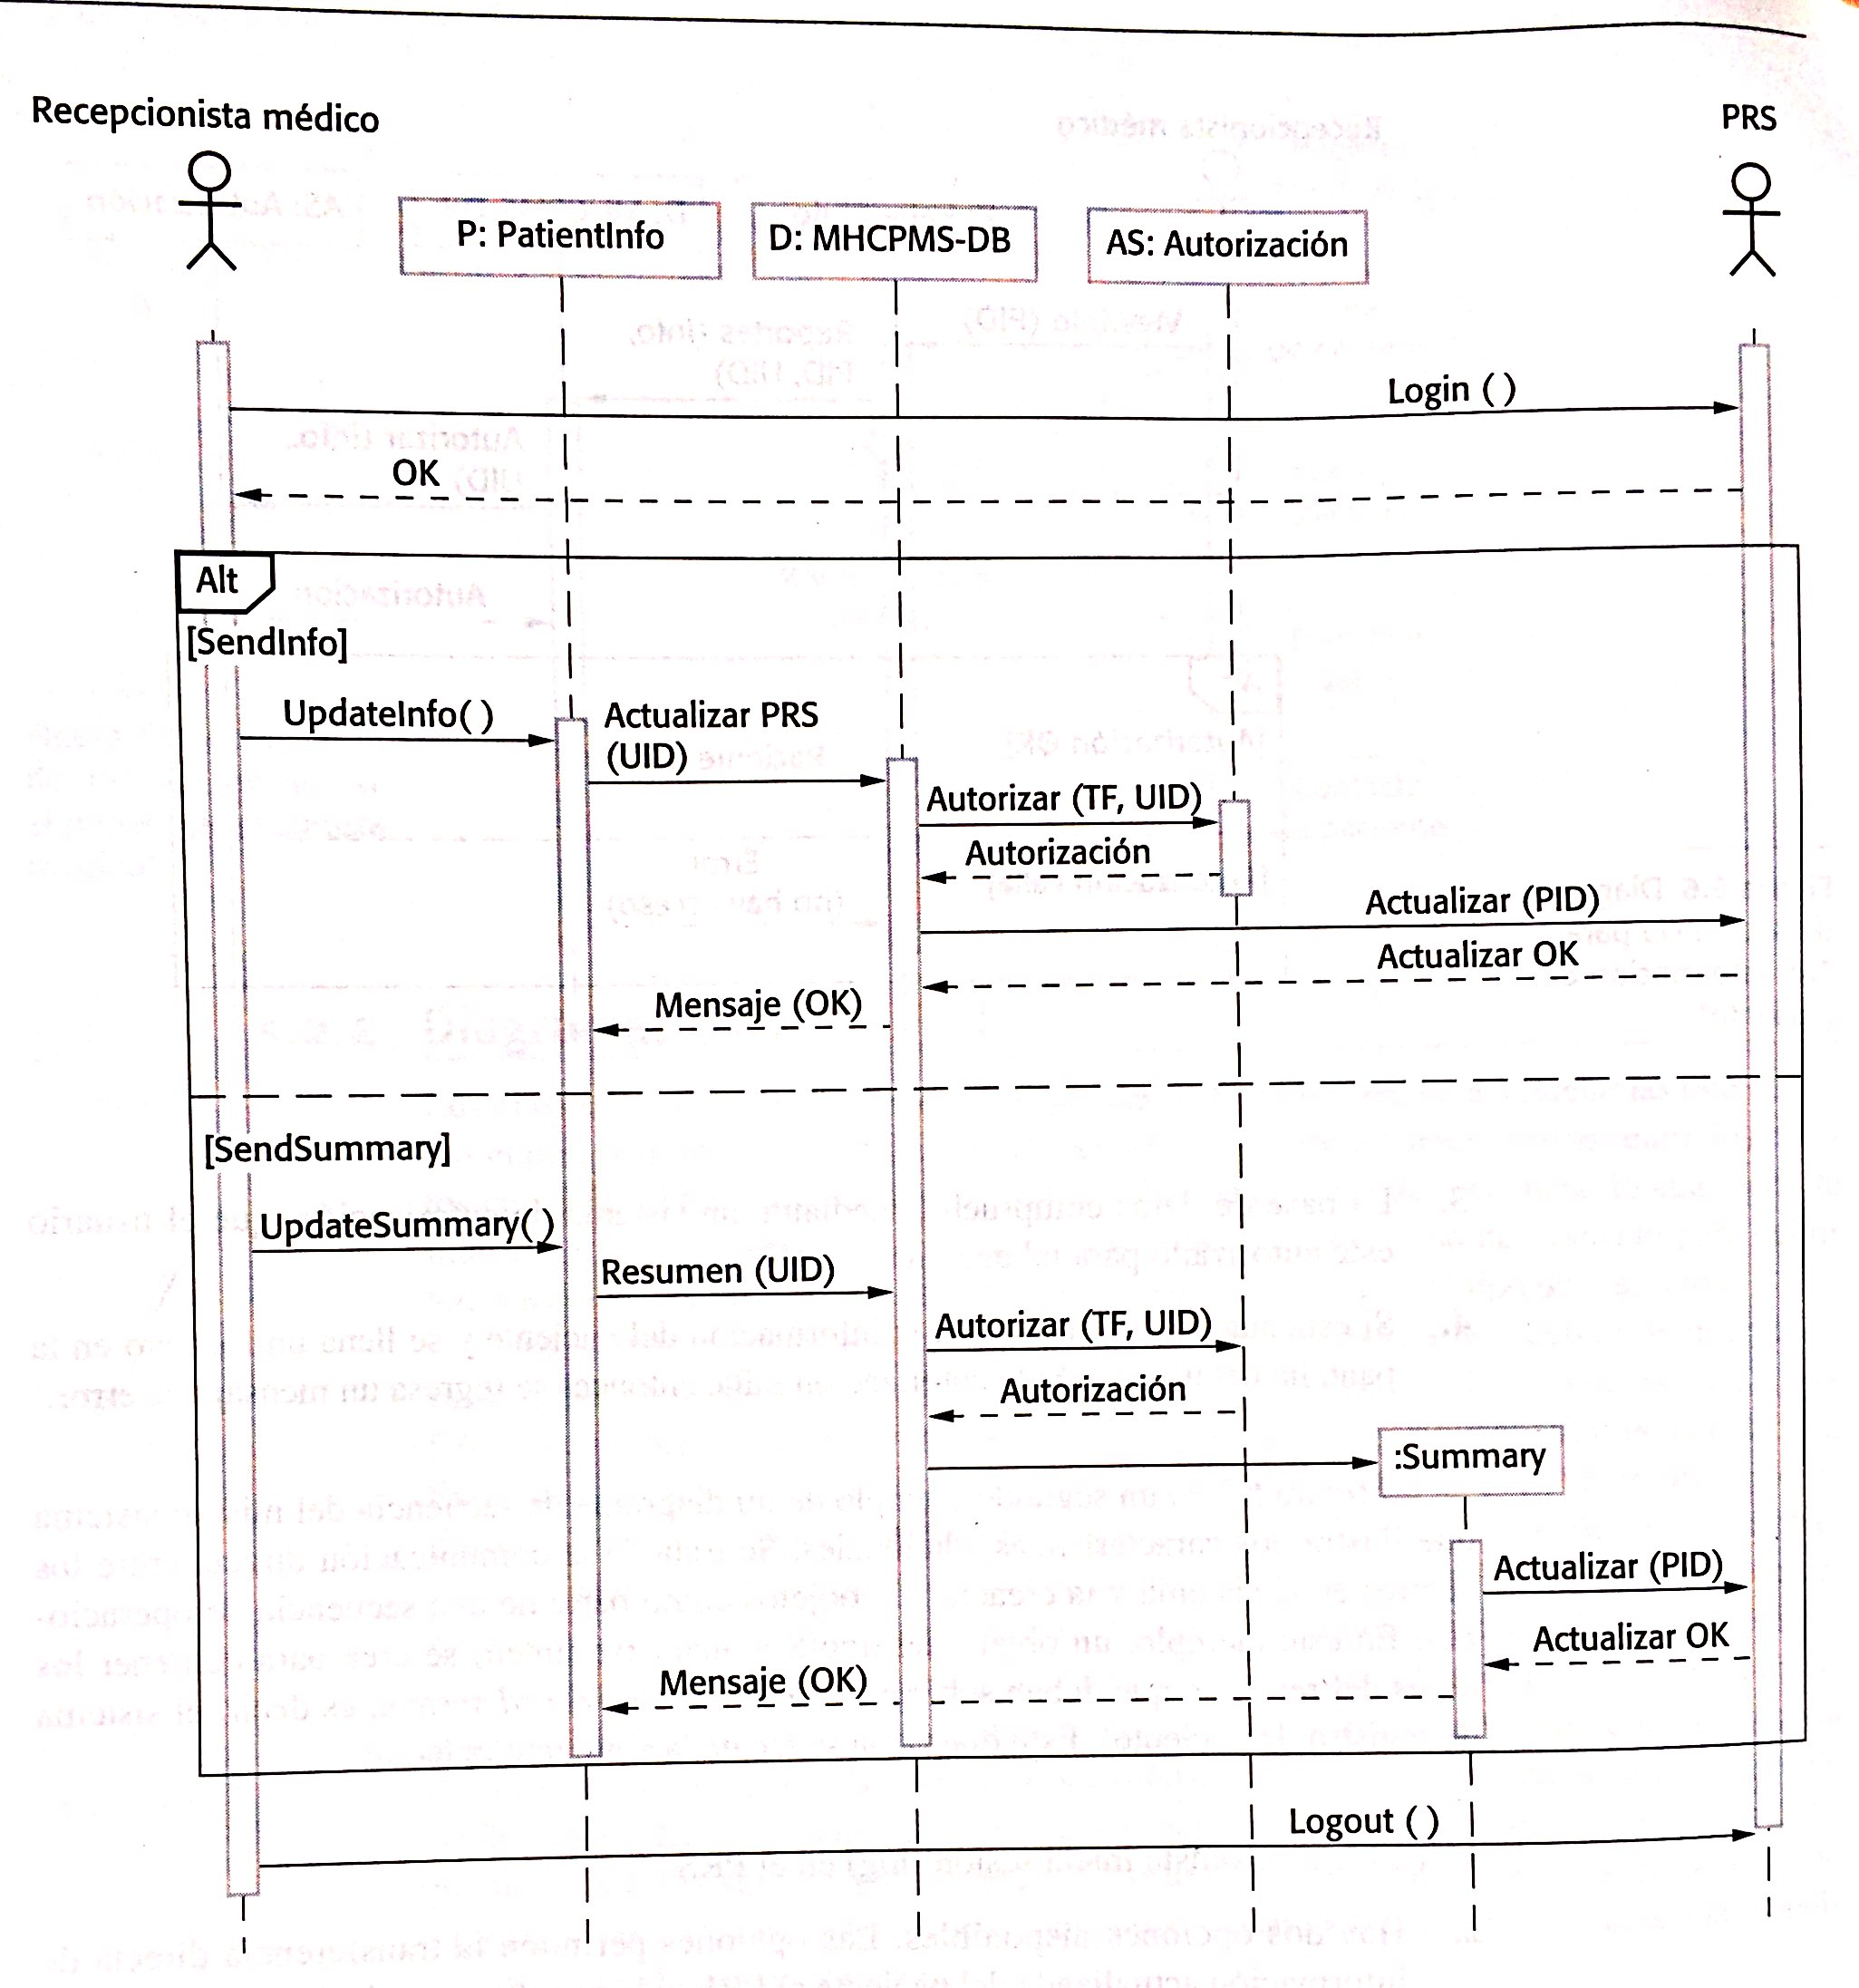 Recepcionista médico
PRS
P: PatientInfo
D: MHCPMS-DB
AS: Autorización
Login ( )
OK
Alt
[SendInfo]
UpdateInfo( )
Actualizar PRS
(UID)
Autorizar (TF, UID)
Autorización
Actualizar (PID)
Actualizar OK
Mensaje (OK)
[SendSummary]
UpdateSummary( )
Resumen (UID)
Autorizar (TF, UID)
Autorización
:Summary
Actualizar (PID)
Actualizar OK
Mensaje (OK)
Logout ( )